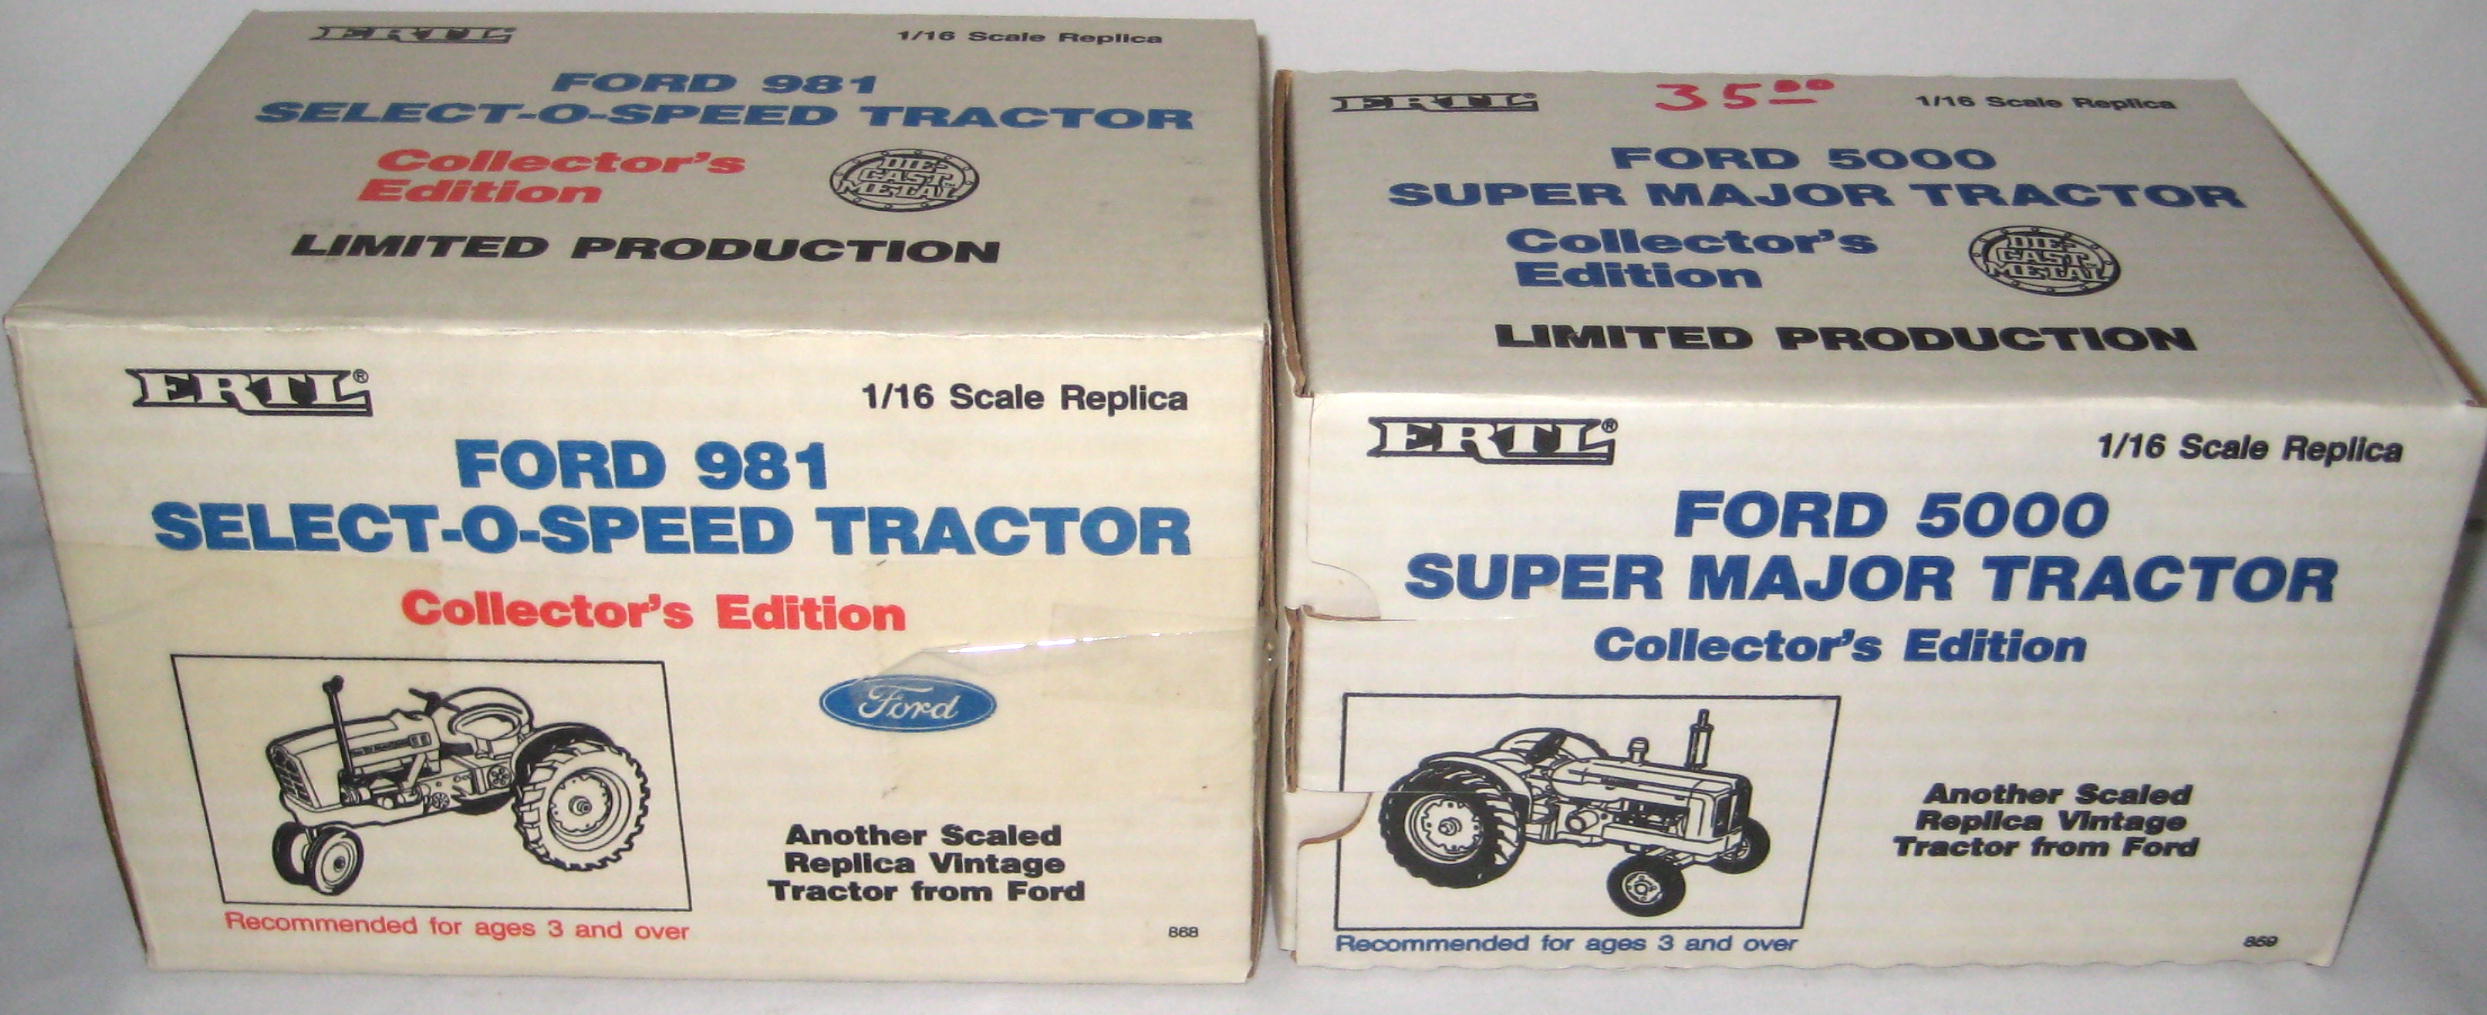 ERTL
1/16 Scale Replica
FORD 981
SELECT-O-SPEED TRACTOR
Collector's
Edition
DIE-
CAST
METAL
LIMITED PRODUCTION
ERTL®
1/16 Scale Replica
FORD 981
SELECT-O-SPEED TRACTOR
Collector's Edition
Ford
Another Scaled
Replica Vintage
Tractor from Ford
Recommended for ages 3 and over
868
ERTL
35.00
1/16 Scale Replica
FORD 5000
SUPER MAJOR TRACTOR
Collector's
Edition
DIE-
CAST
METAL
LIMITED PRODUCTION
ERTL®
1/16 Scale Replica
FORD 5000
SUPER MAJOR TRACTOR
Collector's Edition
Another Scaled
Replica Vintage
Tractor from Ford
Recommended for ages 3 and over
859